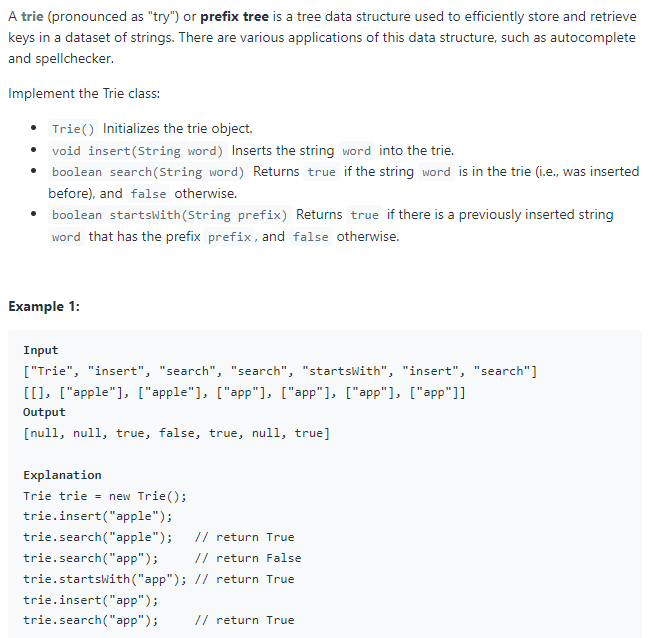 A trie (pronounced as "try") or prefix tree is a tree data structure used to efficiently store and retrieve
keys in a dataset of strings. There are various applications of this data structure, such as autocomplete
and spellchecker.
Implement the Trie class:
• Trie() Initializes the trie object.
• void insert(String word) Inserts the string word into the trie.
• boolean search(String word) Returns true if the string word is in the trie (i.e., was inserted
before), and false otherwise.
• boolean startsWith(String prefix) Returns true if there is a previously inserted string
word that has the prefix prefix, and false otherwise.
Example 1:
Input
["Trie", "insert", "search", "search", "startsWith", "insert", "search"]
[[], ["apple"], ["apple"], ["app"], ["app"], ["app"], ["app"]]
Output
[null, null, true, false, true, null, true]
Explanation
Trie trie = new Trie();
trie.insert("apple");
trie.search("apple");   // return True
trie.search("app");     // return False
trie.startsWith("app"); // return True
trie.insert("app");
trie.search("app");     // return True